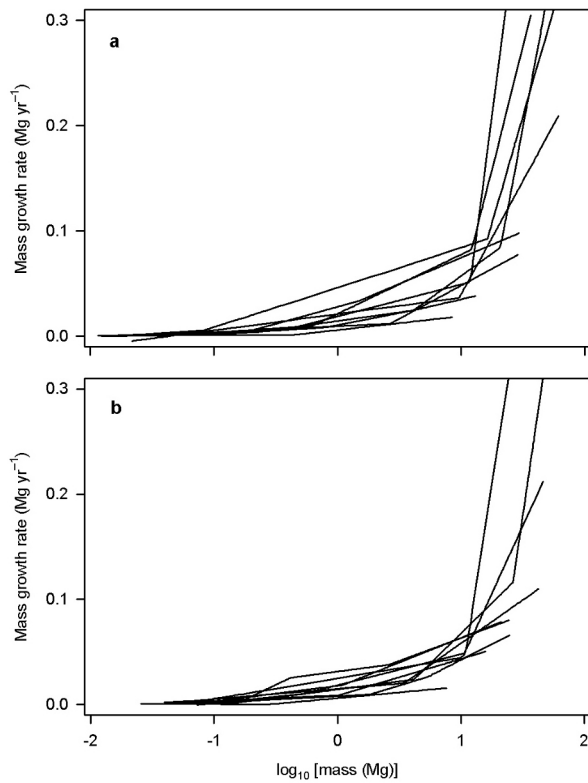 0.3
a
0.2
0.1
0.0
Mass growth rate (Mg yr⁻¹)
0.3
b
0.2
0.1
0.0
Mass growth rate (Mg yr⁻¹)
-2 -1 0 1 2
log₁₀ [mass (Mg)]